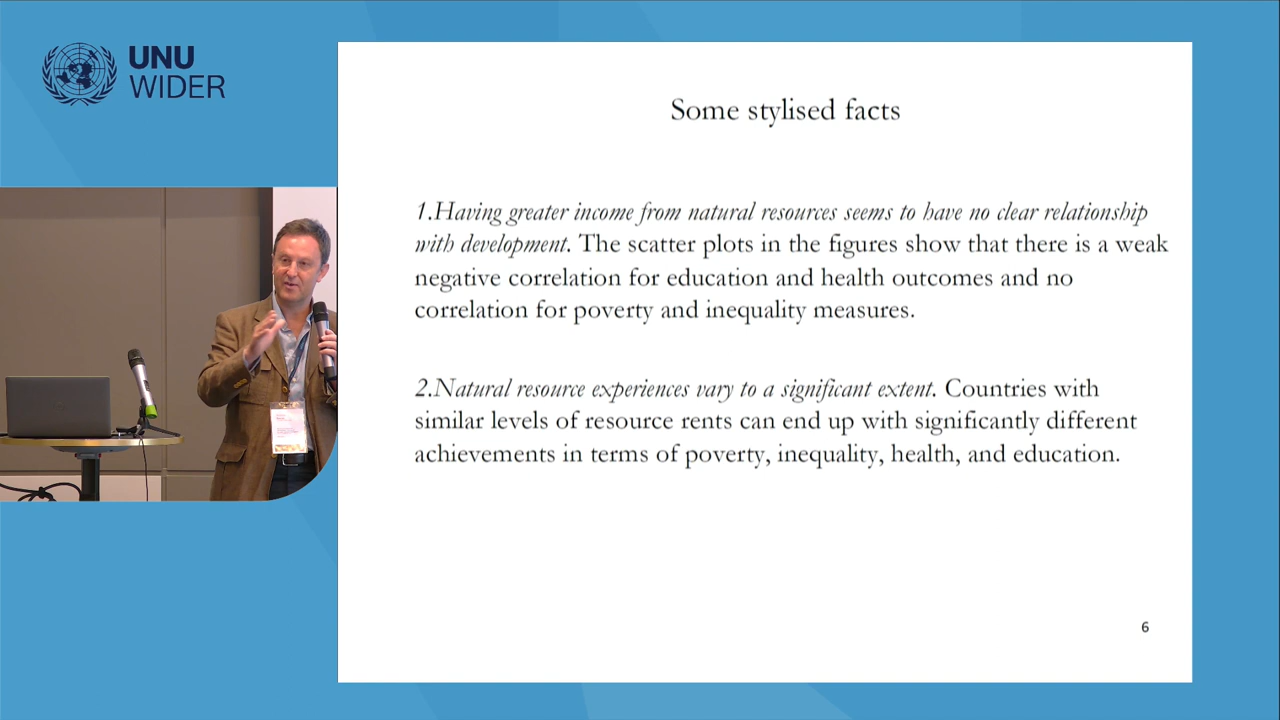 UNU
WIDER
Some stylised facts
1.Having greater income from natural resources seems to have no clear relationship
with development. The scatter plots in the figures show that there is a weak
negative correlation for education and health outcomes and no
correlation for poverty and inequality measures.
2.Natural resource experiences vary to a significant extent. Countries with
similar levels of resource rents can end up with significantly different
achievements in terms of poverty, inequality, health, and education.
6